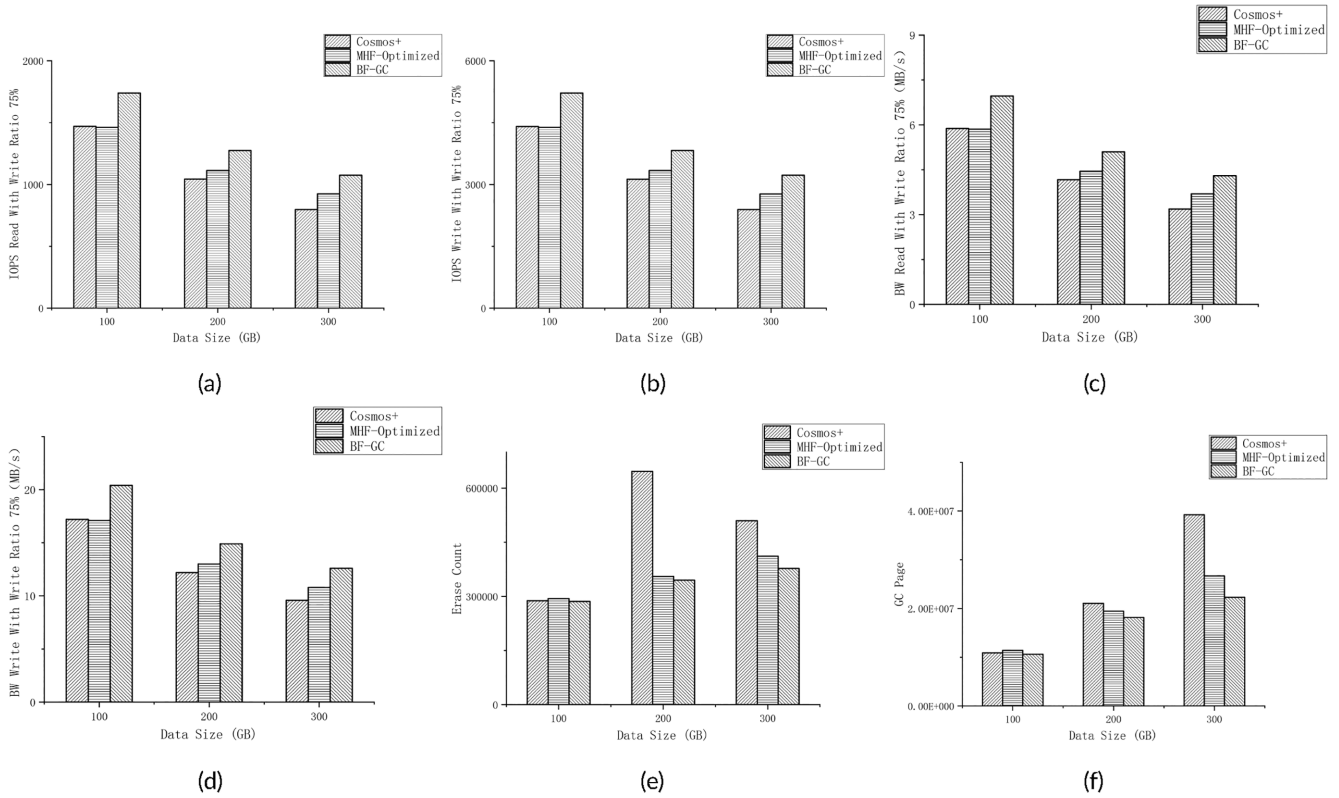 Cosmos+
MHF-Optimized
BF-GC
2000
1000
0
IOPS Read With Write Ratio 75%
100 200 300
Data Size (GB)
(a)
Cosmos+
MHF-Optimized
BF-GC
6000
3000
0
IOPS Write With Write Ratio 75%
100 200 300
Data Size (GB)
(b)
Cosmos+
MHF-Optimized
BF-GC
9
6
3
0
BW Read With Write Ratio 75% (MB/s)
100 200 300
Data Size (GB)
(c)
Cosmos+
MHF-Optimized
BF-GC
20
10
0
BW Write With Write Ratio 75% (MB/s)
100 200 300
Data Size (GB)
(d)
Cosmos+
MHF-Optimized
BF-GC
600000
300000
0
Erase Count
100 200 300
Data Size (GB)
(e)
Cosmos+
MHF-Optimized
BF-GC
4.00E+007
2.00E+007
0.00E+000
GC Page
100 200 300
Data Size (GB)
(f)